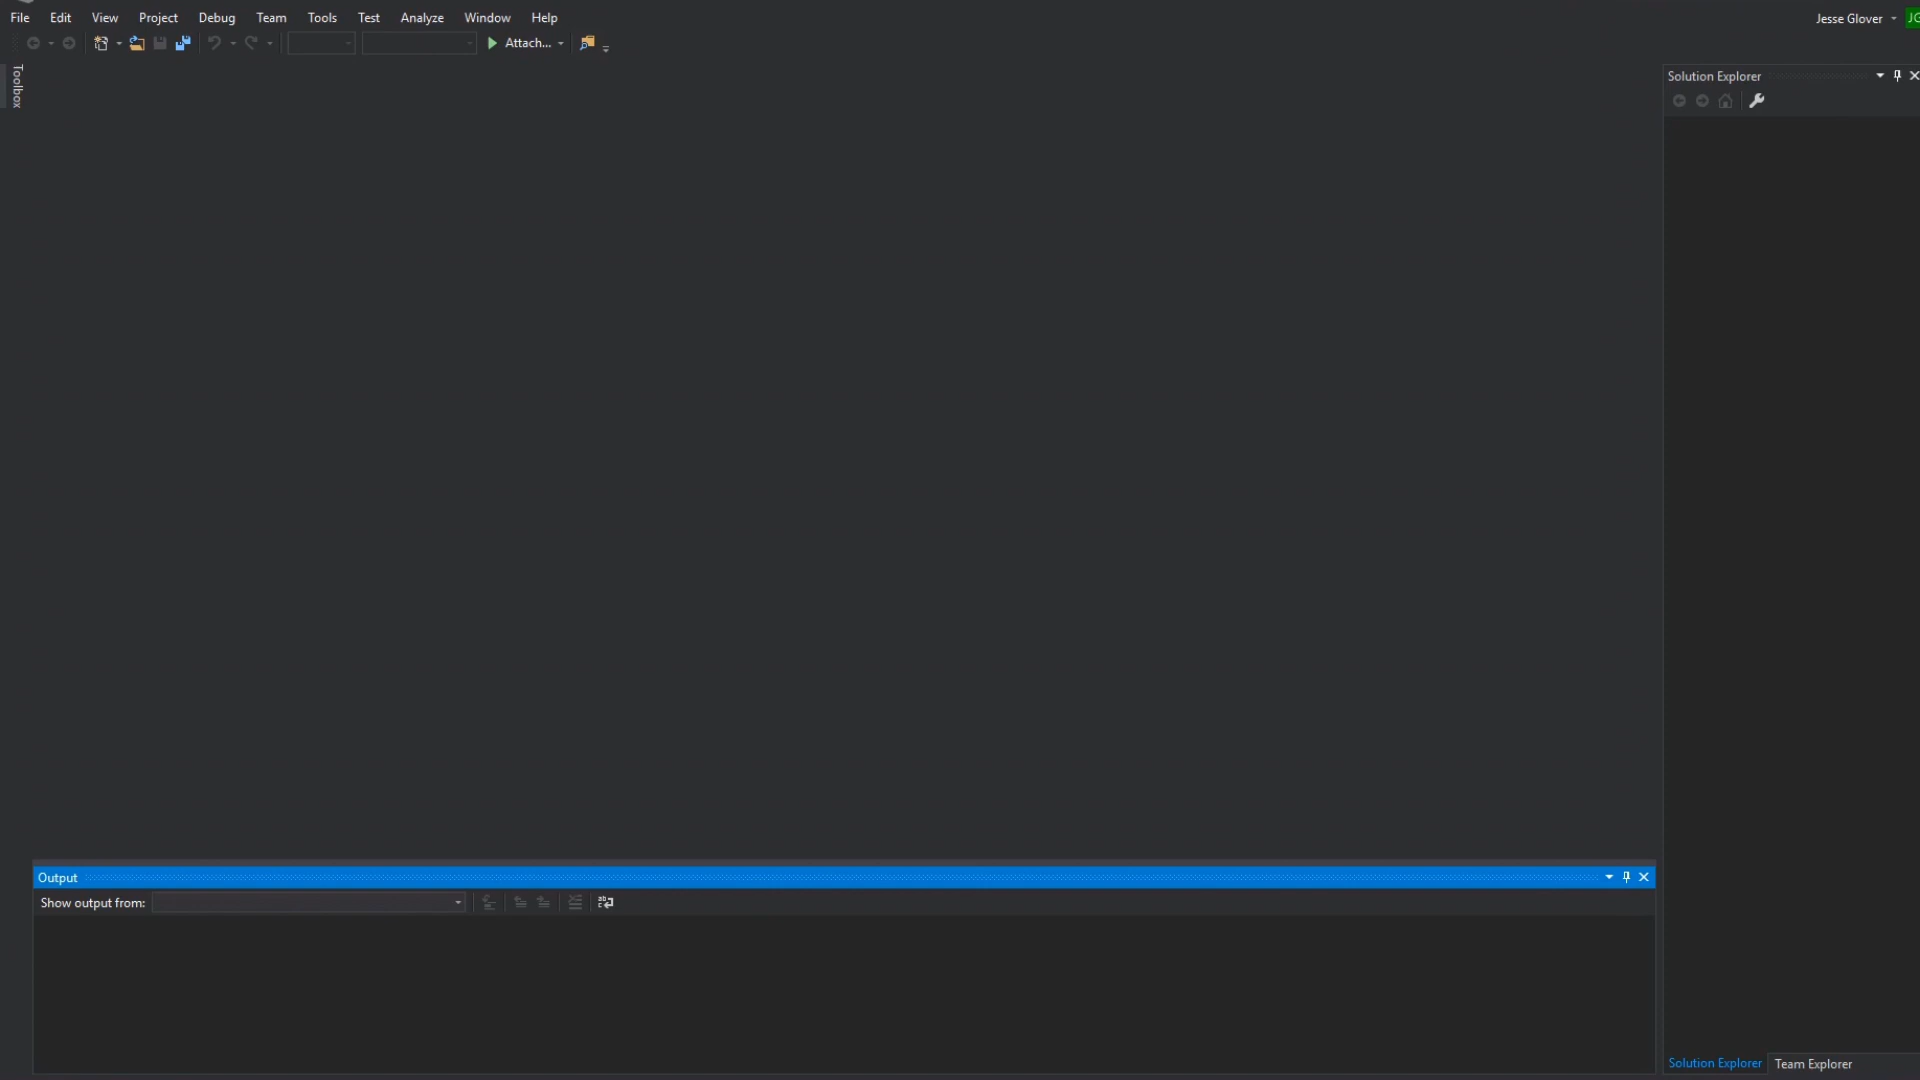 File Edit View Project Debug Team Tools Test Analyze Window Help
Jesse Glover JG
Attach...
Toolbox
Solution Explorer
Output
Show output from:
Solution Explorer Team Explorer